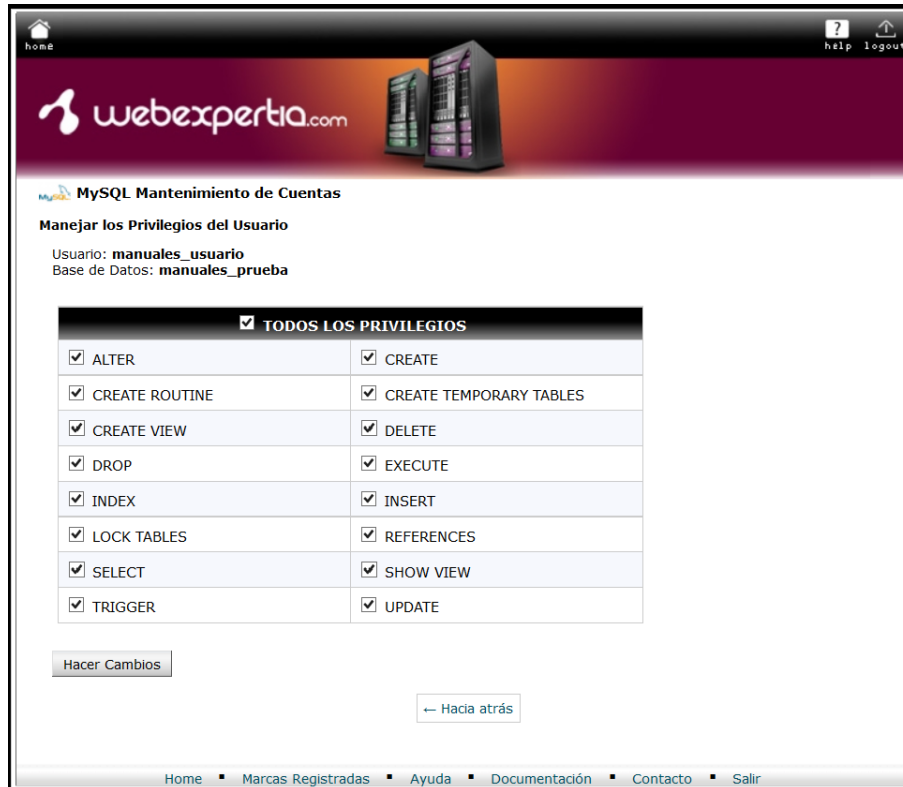 home
? 
help logout
webexpertia.com
MySQL MySQL Mantenimiento de Cuentas
Manejar los Privilegios del Usuario
Usuario: manuales_usuario
Base de Datos: manuales_prueba
TODOS LOS PRIVILEGIOS
ALTER CREATE
CREATE ROUTINE CREATE TEMPORARY TABLES
CREATE VIEW DELETE
DROP EXECUTE
INDEX INSERT
LOCK TABLES REFERENCES
SELECT SHOW VIEW
TRIGGER UPDATE
Hacer Cambios
← Hacia atrás
Home ▪ Marcas Registradas ▪ Ayuda ▪ Documentación ▪ Contacto ▪ Salir